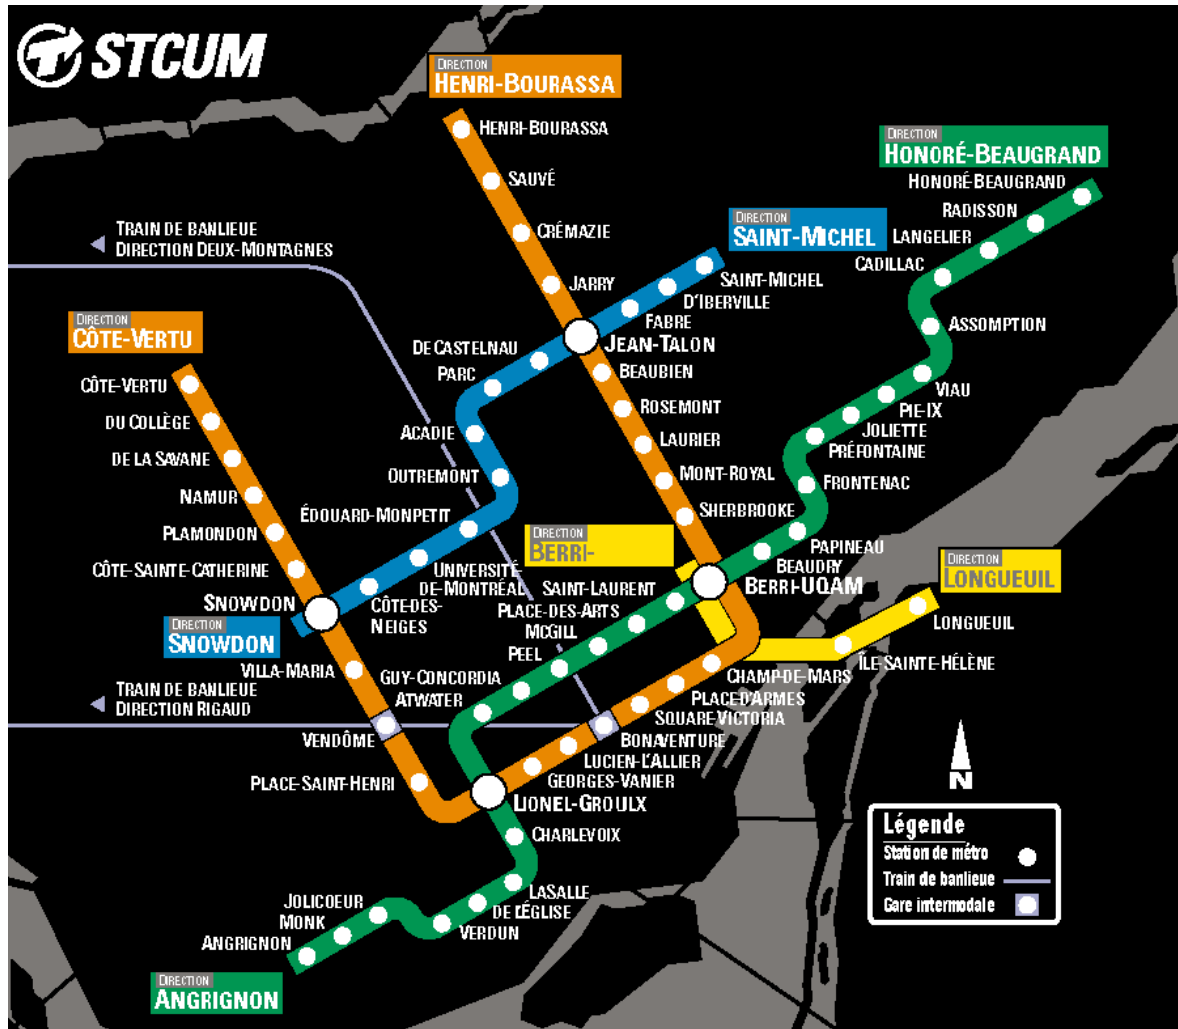 STCUM
DIRECTION
HENRI-BOURASSA
HENRI-BOURASSA
SAUVÉ
CRÉMAZIE
JARRY
DIRECTION
HONORÉ-BEAUGRAND
HONORÉ-BEAUGRAND
RADISSON
LANGELIER
CADILLAC
ASSOMPTION
VIAU
PIE-IX
JOLIETTE
PRÉFONTAINE
FRONTENAC
PAPINEAU
BEAUDRY
BERRI-UQAM
DIRECTION
SAINT-MICHEL
SAINT-MICHEL
D'IBERVILLE
FABRE
JEAN-TALON
DE CASTELNAU
PARC
ACADIE
OUTREMONT
ÉDOUARD-MONPETIT
UNIVERSITÉ-
DE-MONTRÉAL
CÔTE-DES-
NEIGES
BEAUBIEN
ROSEMONT
LAURIER
MONT-ROYAL
SHERBROOKE
TRAIN DE BANLIEUE
DIRECTION DEUX-MONTAGNES
DIRECTION
CÔTE-VERTU
CÔTE-VERTU
DU COLLÈGE
DE LA SAVANE
NAMUR
PLAMONDON
CÔTE-SAINTE-CATHERINE
SNOWDON
DIRECTION
SNOWDON
VILLA-MARIA
TRAIN DE BANLIEUE
DIRECTION RIGAUD
VENDÔME
PLACE-SAINT-HENRI
DIRECTION
BERRI-
SAINT-LAURENT
PLACE-DES-ARTS
MCGILL
PEEL
GUY-CONCORDIA
ATWATER
DIRECTION
LONGUEUIL
LONGUEUIL
ÎLE SAINTE-HÉLÈNE
CHAMP-DE-MARS
PLACE-D'ARMES
SQUARE-VICTORIA
BONAVENTURE
LUCIEN-L'ALLIER
GEORGES-VANIER
LIONEL-GROULX
CHARLEVOIX
LASALLE
DE L'ÉGLISE
VERDUN
JOLICOEUR
MONK
ANGRIGNON
DIRECTION
ANGRIGNON
N
Légende
Station de métro
Train de banlieue
Gare intermodale